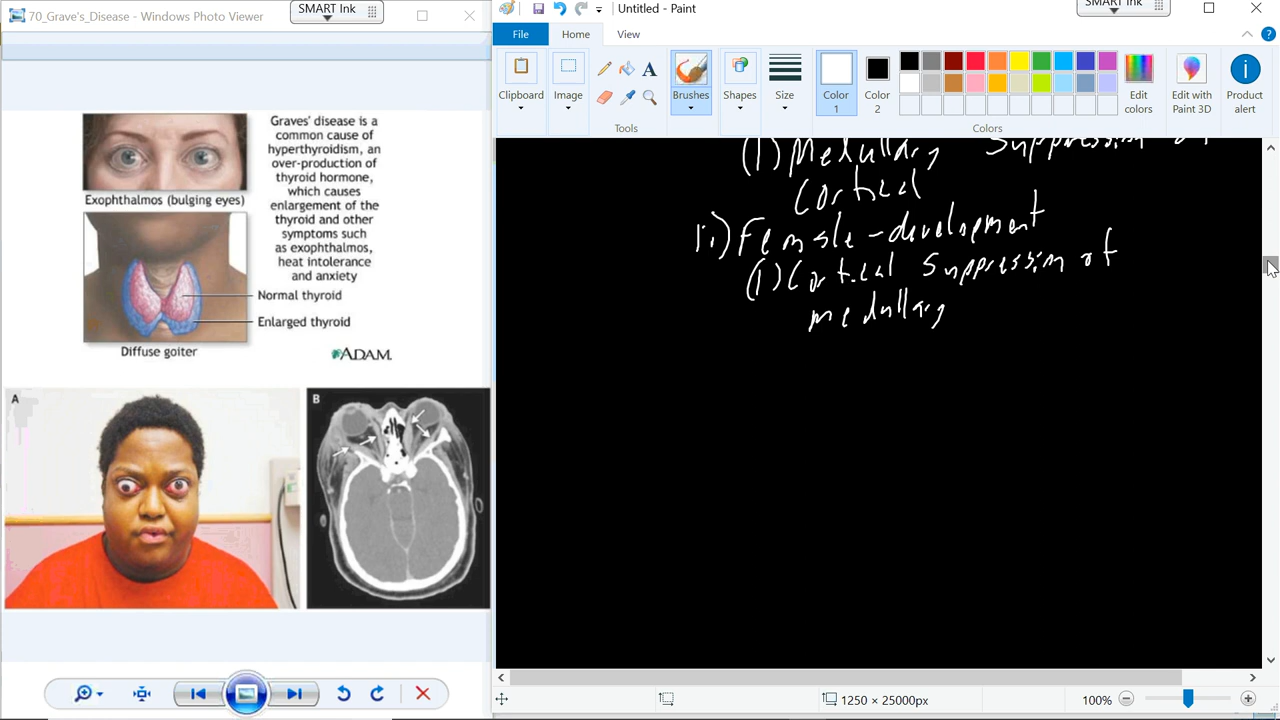 70_Grave's_Disease - Windows Photo Viewer
SMART Ink
Graves' disease is a
common cause of
hyperthyroidism, an
over-production of
thyroid hormone,
which causes
enlargement of the
thyroid and other
symptoms such
as exophthalmos,
heat intolerance
and anxiety
Exophthalmos (bulging eyes)
Normal thyroid
Enlarged thyroid
Diffuse goiter
ADAM
A
B
Untitled - Paint
SMART Ink
File
Home
View
Clipboard
Image
Tools
Brushes
Shapes
Size
Color
1
Color
2
Edit
colors
Edit with
Paint 3D
Product
alert
Colors
(1) Medullary Suppression of
Cortical
ii) Female - development
(1) Cortical Suppression of
medullary
1250 × 25000px
100%